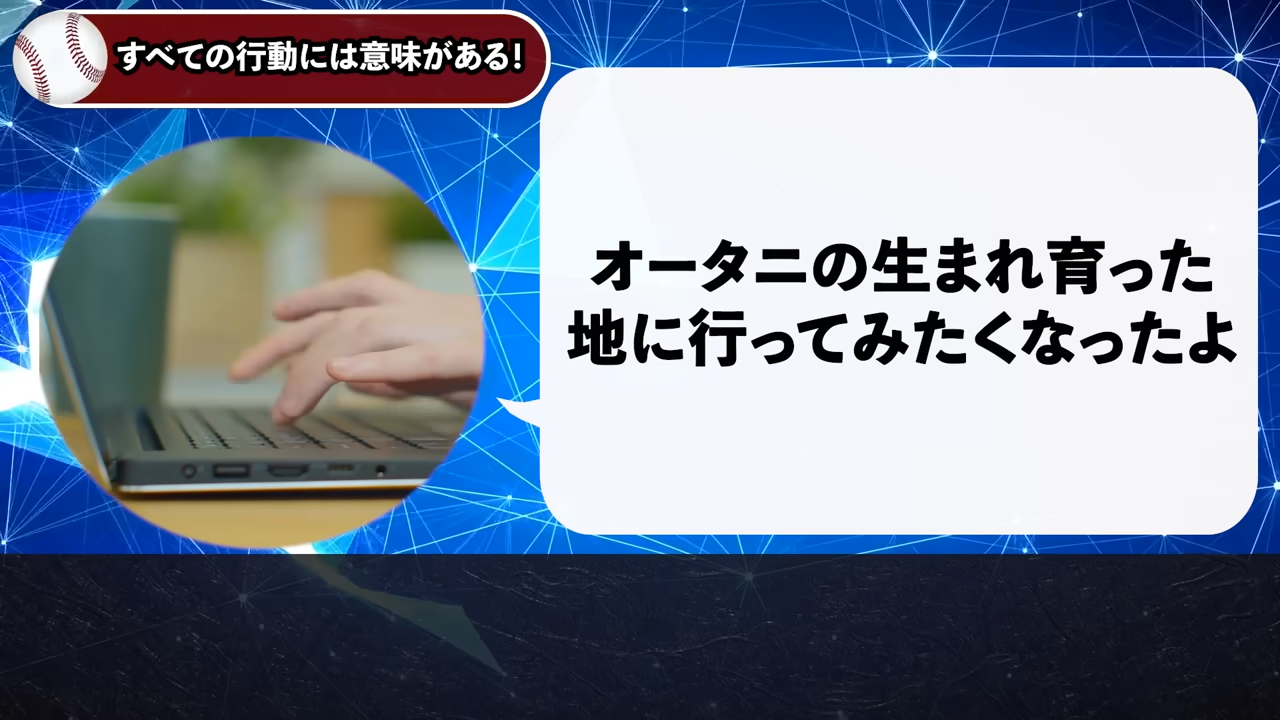 すべての行動には意味がある!
オータニの生まれ育った
地に行ってみたくなったよ